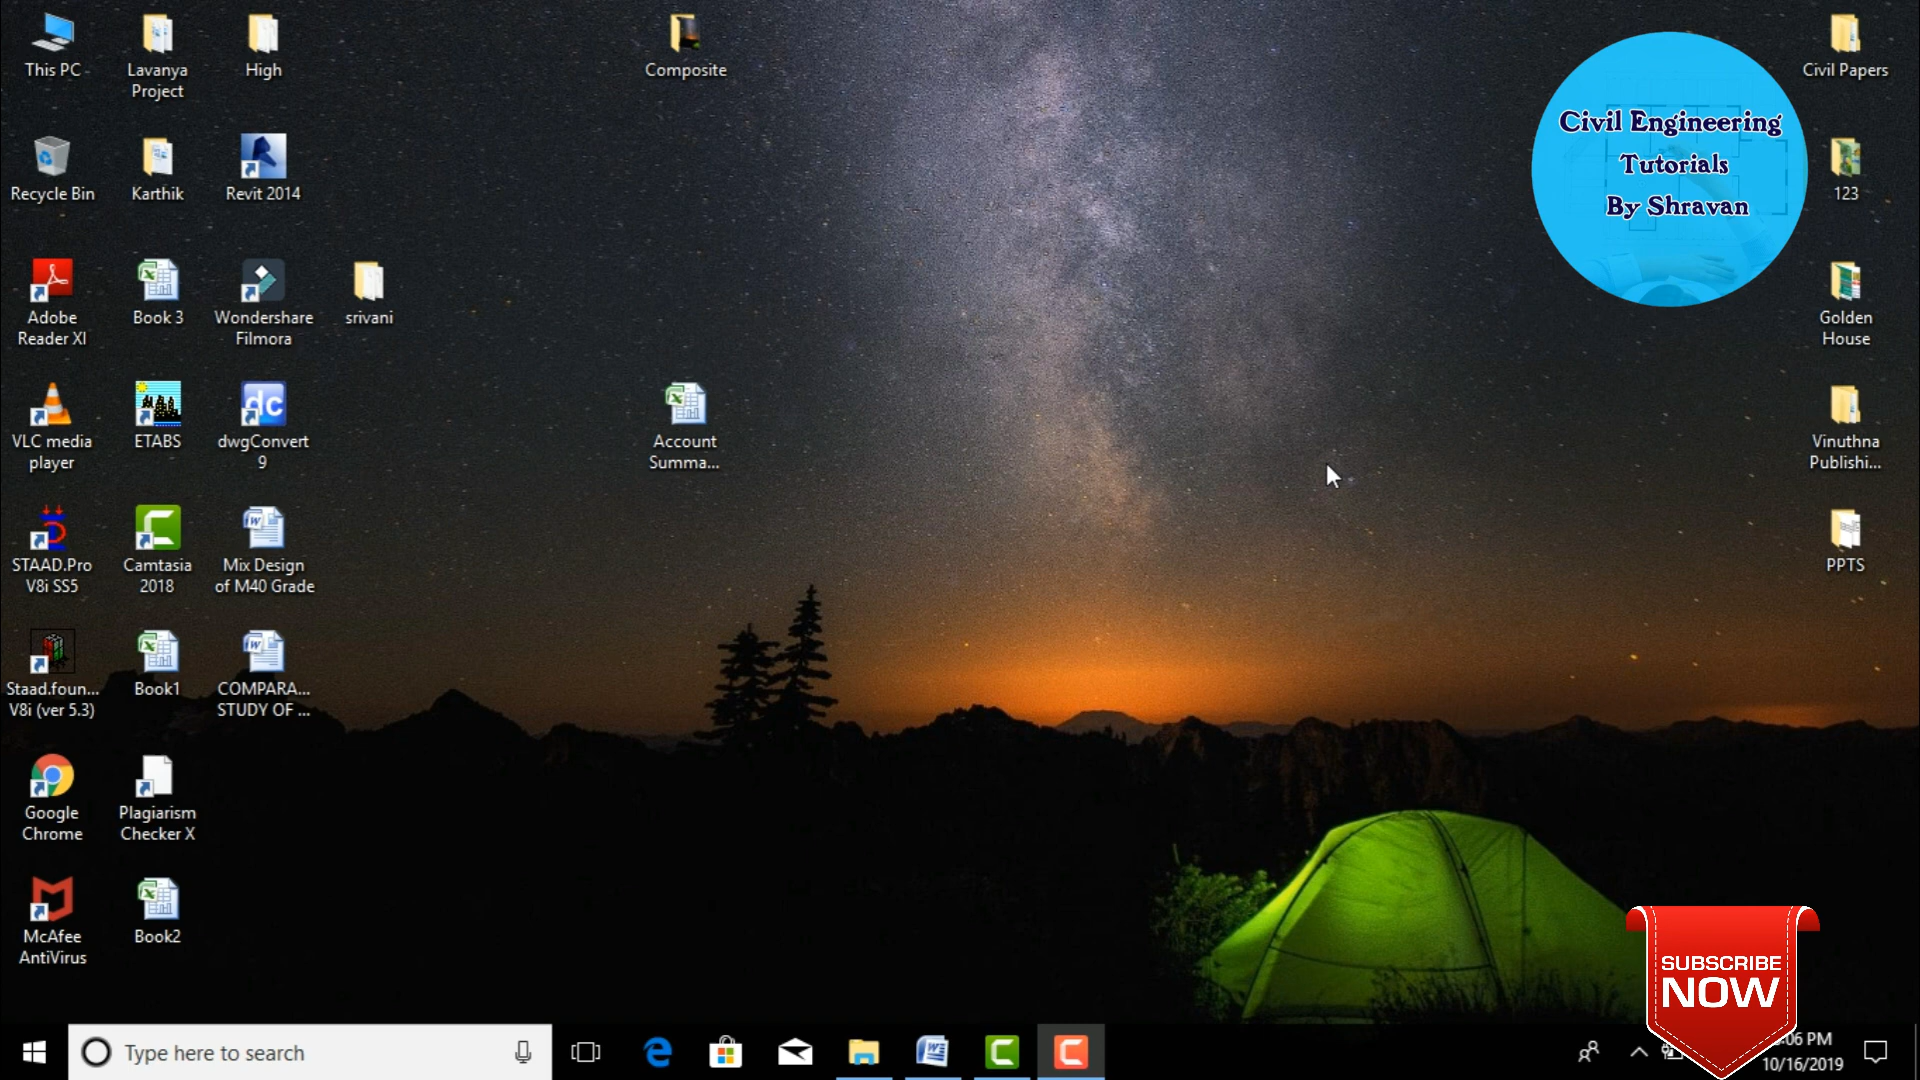 This PC
Lavanya
Project
High
Composite
Civil Papers
Civil Engineering
Tutorials
By Shravan
Recycle Bin
Karthik
Revit 2014
123
Adobe
Reader XI
Book 3
Wondershare
Filmora
srivani
Golden
House
VLC media
player
ETABS
dwgConvert
9
Account
Summa...
Vinuthna
Publishi...
STAAD.Pro
V8i SS5
Camtasia
2018
Mix Design
of M40 Grade
PPTS
Staad.foun...
V8i (ver 5.3)
Book1
COMPARA...
STUDY OF ...
Google
Chrome
Plagiarism
Checker X
McAfee
AntiVirus
Book2
SUBSCRIBE
NOW
Type here to search
:06 PM
10/16/2019